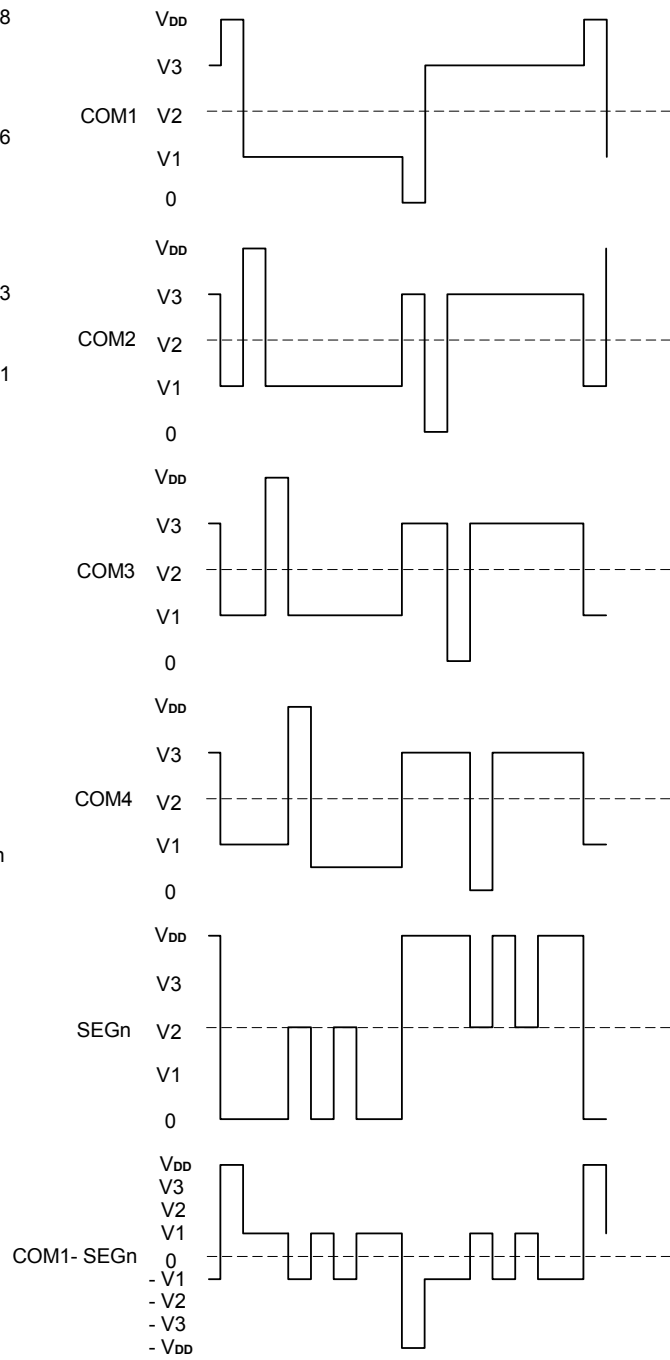 8
VDD
V3
COM1 V2
6
V1
0
VDD
3
V3
COM2 V2
1
V1
0
VDD
V3
COM3 V2
V1
0
VDD
V3
COM4 V2
V1
n
0
VDD
V3
SEGn V2
V1
0
VDD
V3
V2
V1
COM1- SEGn 0
- V1
- V2
- V3
- VDD